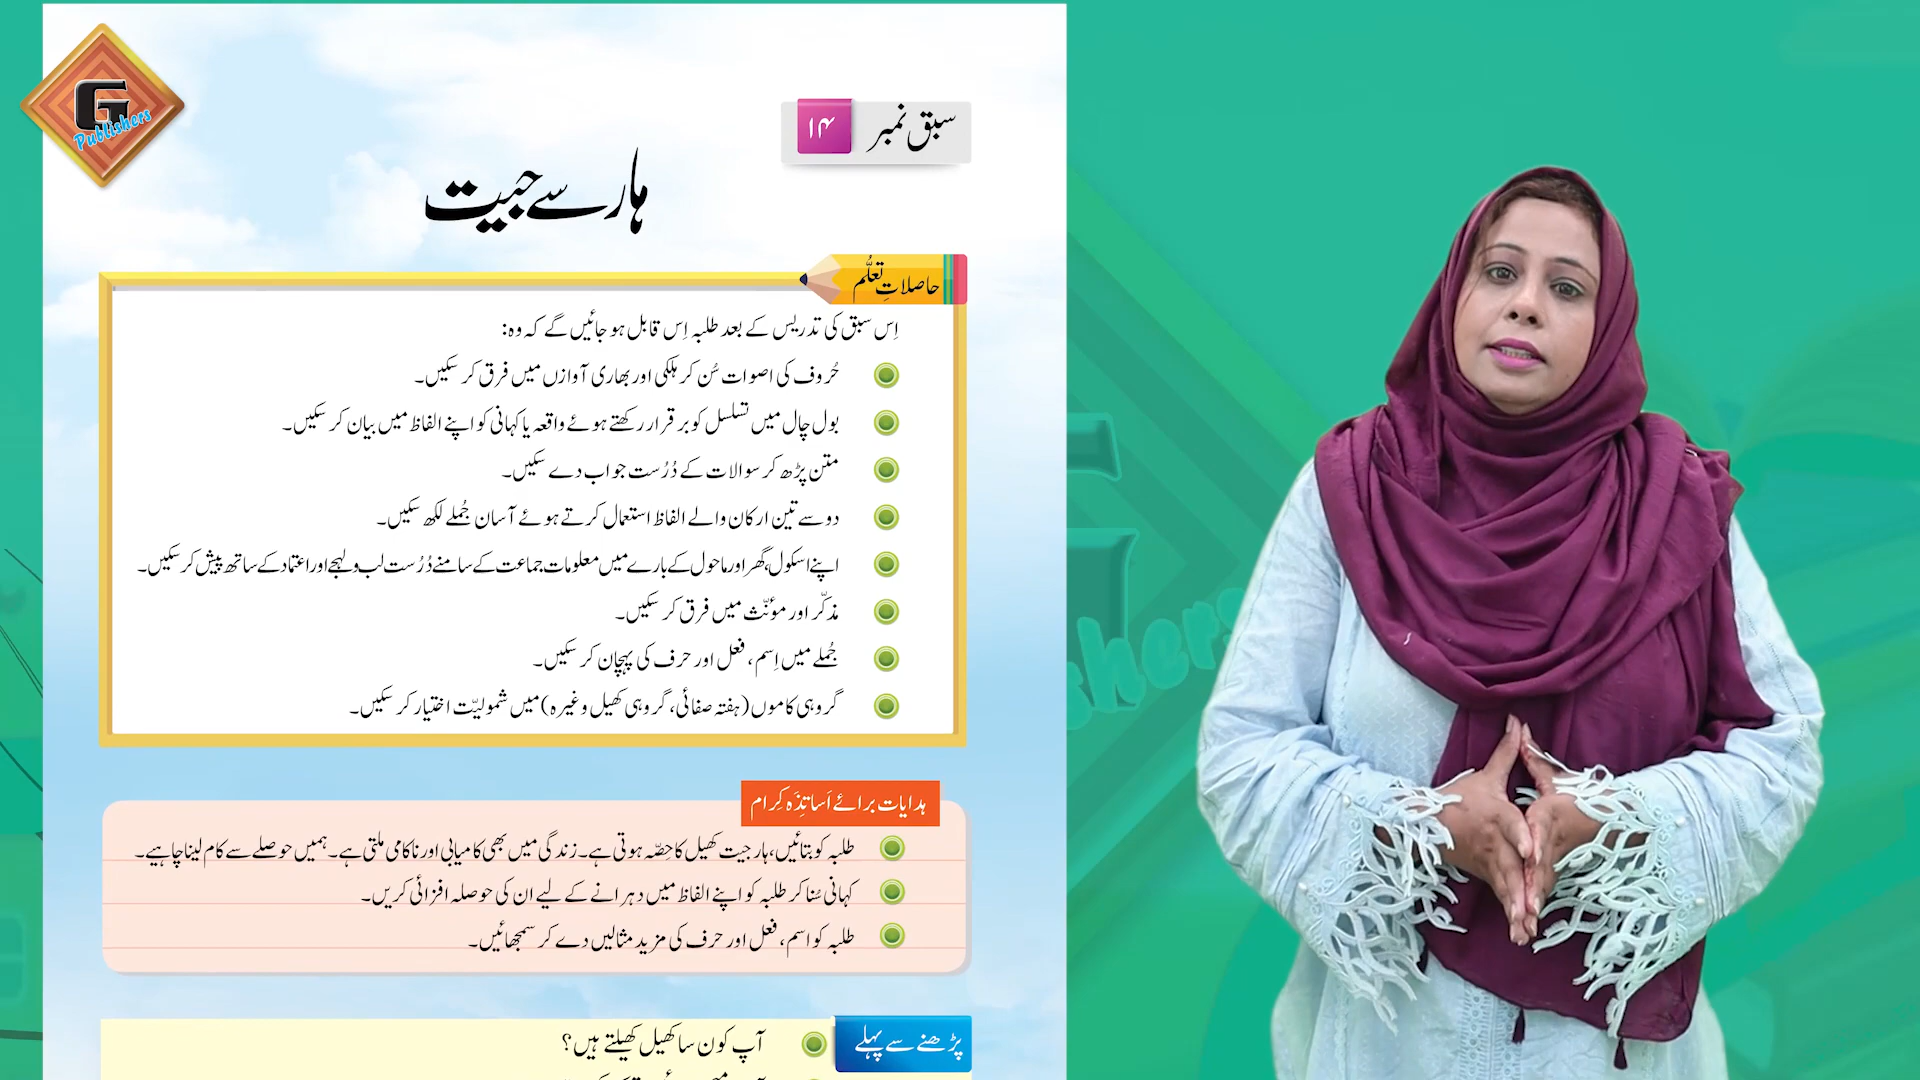 G
Publishers
سبق نمبر ۱۴
ہار سے جیت
حاصلاتِ تعلُّم
اِس سبق کی تدریس کے بعد طلبہ اِس قابل ہو جائیں گے کہ وہ:
حُروف کی اصوات سُن کر ہلکی اور بھاری آوازوں میں فرق کر سکیں۔
بول چال میں تسلسل کو برقرار رکھتے ہوئے واقعہ یا کہانی کو اپنے الفاظ میں بیان کر سکیں۔
متن پڑھ کر سوالات کے دُرُست جواب دے سکیں۔
دو سے تین ارکان والے الفاظ استعمال کرتے ہوئے آسان جُملے لکھ سکیں۔
اپنے اسکول، گھر اور ماحول کے بارے میں معلومات جماعت کے سامنے دُرُست لب و لہجے اور اعتماد کے ساتھ پیش کر سکیں۔
مذکّر اور مؤنّث میں فرق کر سکیں۔
جُملے میں اِسم، فعل اور حرف کی پہچان کر سکیں۔
گروہی کاموں (ہفتہ صفائی، گروہی کھیل وغیرہ) میں شمولیّت اختیار کر سکیں۔
ہدایات برائے اَساتِذَہ کِرام
طلبہ کو بتائیں، ہار جیت کھیل کا حِصّہ ہوتی ہے۔ زندگی میں بھی کامیابی اور ناکامی ملتی ہے۔ ہمیں حوصلے سے کام لینا چاہیے۔
کہانی سُنا کر طلبہ کو اپنے الفاظ میں دہرانے کے لیے ان کی حوصلہ افزائی کریں۔
طلبہ کو اسم، فعل اور حرف کی مزید مثالیں دے کر سمجھائیں۔
پڑھنے سے پہلے
آپ کون سا کھیل کھیلتے ہیں؟